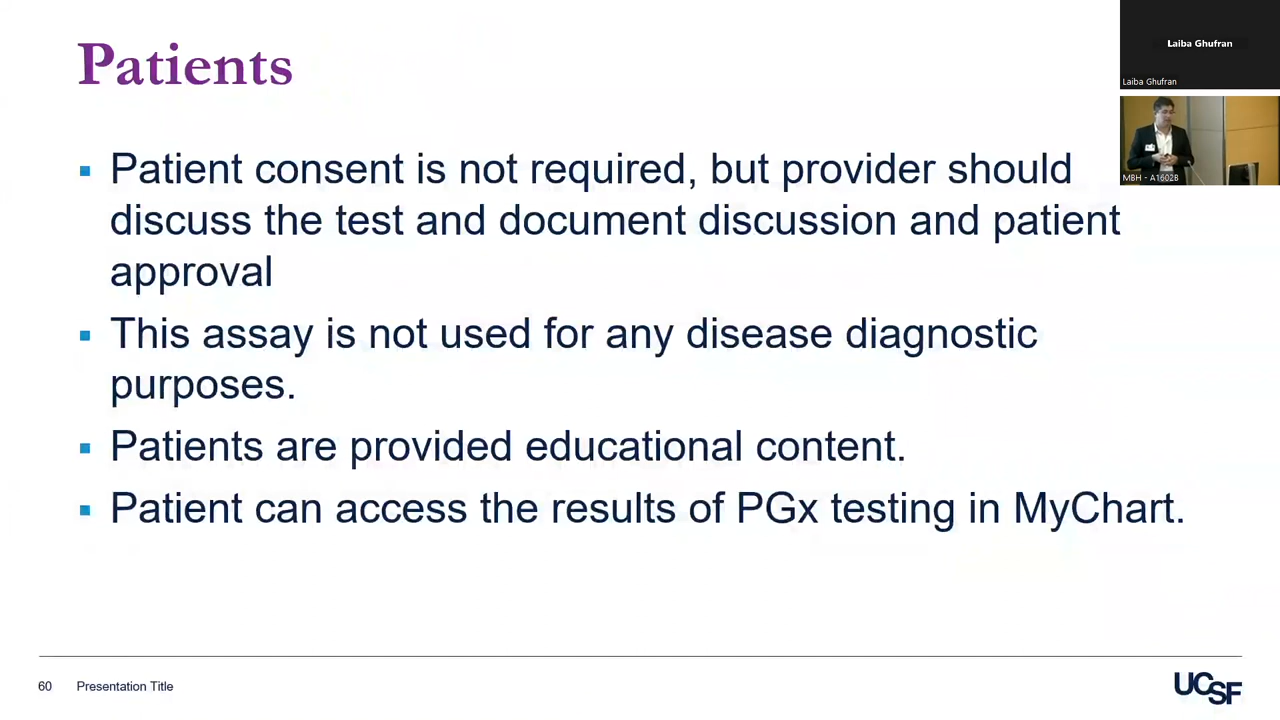 Patients
Laiba Ghufran
Laiba Ghufran
MBH - A1602B
▪ Patient consent is not required, but provider should
discuss the test and document discussion and patient
approval
▪ This assay is not used for any disease diagnostic
purposes.
▪ Patients are provided educational content.
▪ Patient can access the results of PGx testing in MyChart.
60 Presentation Title
UCSF